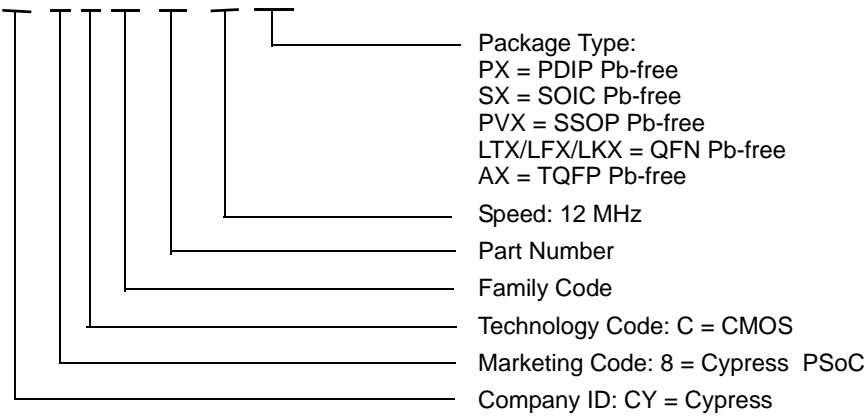 Package Type:
PX = PDIP Pb-free
SX = SOIC Pb-free
PVX = SSOP Pb-free
LTX/LFX/LKX = QFN Pb-free
AX = TQFP Pb-free
Speed: 12 MHz
Part Number
Family Code
Technology Code: C = CMOS
Marketing Code: 8 = Cypress PSoC
Company ID: CY = Cypress